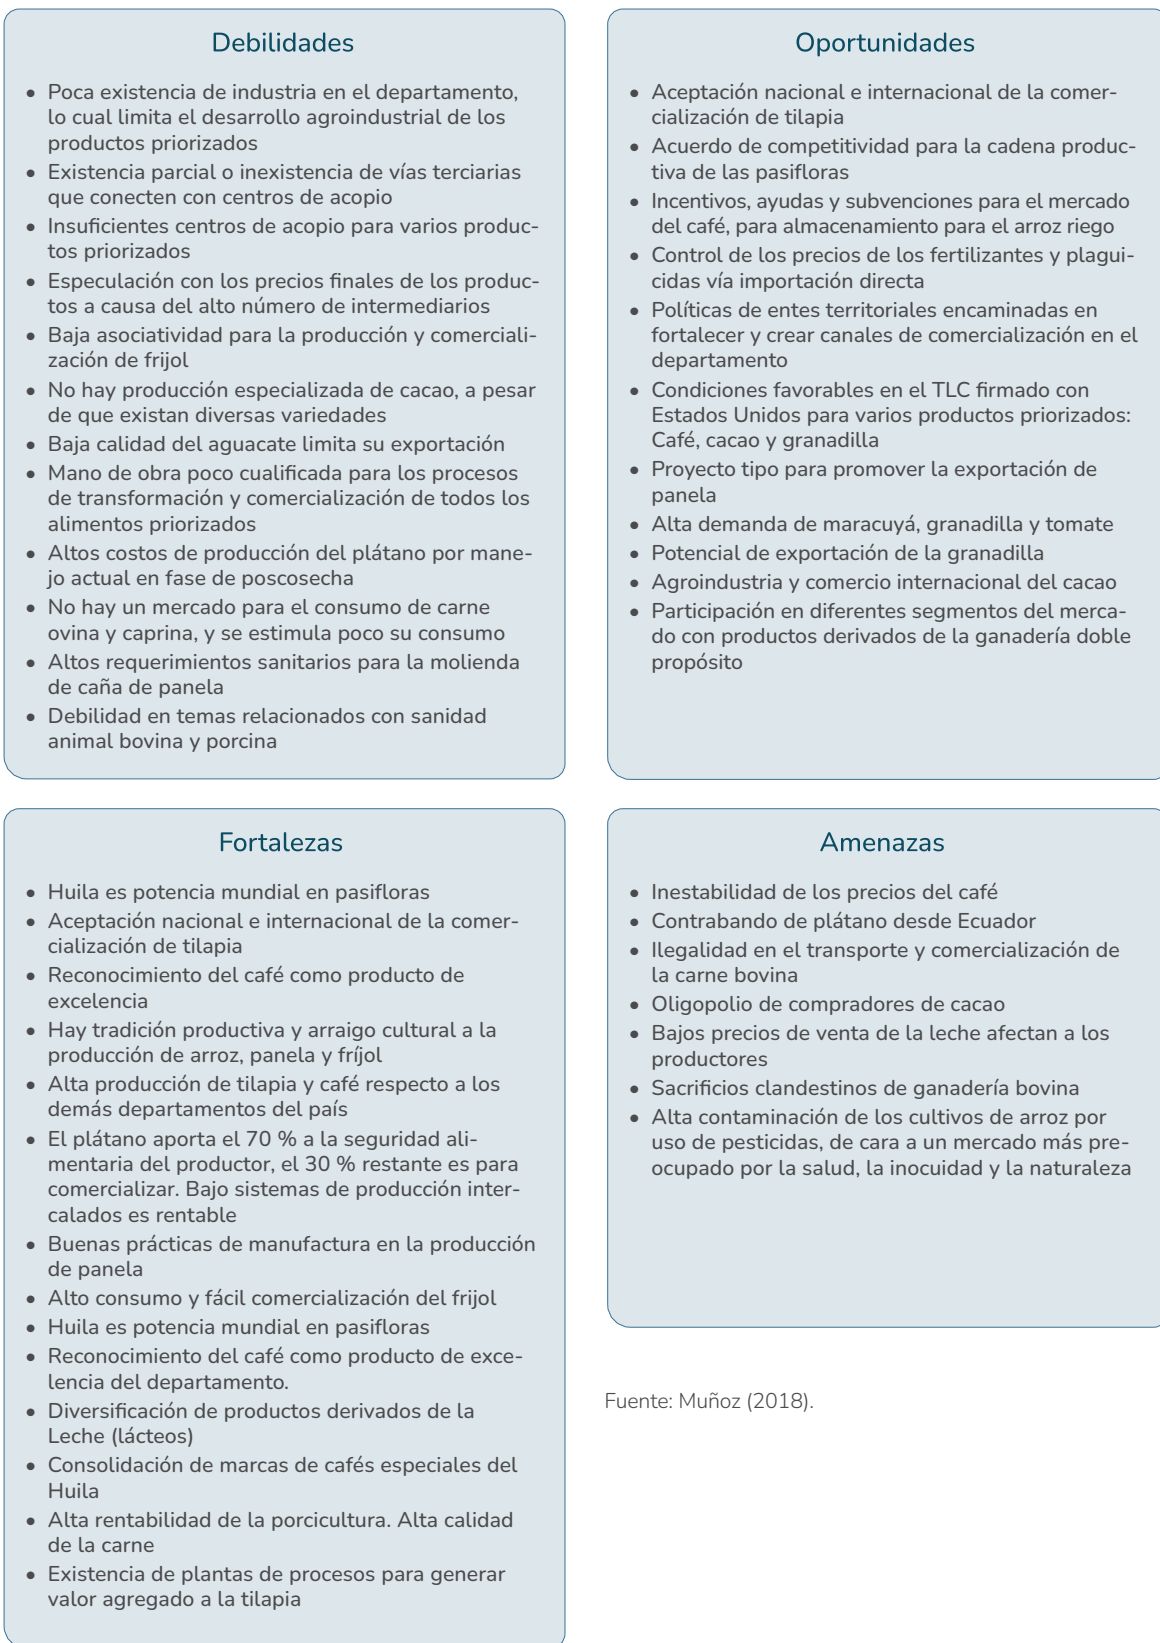 Debilidades
• Poca existencia de industria en el departamento,
lo cual limita el desarrollo agroindustrial de los
productos priorizados
• Existencia parcial o inexistencia de vías terciarias
que conecten con centros de acopio
• Insuficientes centros de acopio para varios produc-
tos priorizados
• Especulación con los precios finales de los produc-
tos a causa del alto número de intermediarios
• Baja asociatividad para la producción y comerciali-
zación de frijol
• No hay producción especializada de cacao, a pesar
de que existan diversas variedades
• Baja calidad del aguacate limita su exportación
• Mano de obra poco cualificada para los procesos
de transformación y comercialización de todos los
alimentos priorizados
• Altos costos de producción del plátano por mane-
jo actual en fase de poscosecha
• No hay un mercado para el consumo de carne
ovina y caprina, y se estimula poco su consumo
• Altos requerimientos sanitarios para la molienda
de caña de panela
• Debilidad en temas relacionados con sanidad
animal bovina y porcina
Oportunidades
• Aceptación nacional e internacional de la comer-
cialización de tilapia
• Acuerdo de competitividad para la cadena produc-
tiva de las pasifloras
• Incentivos, ayudas y subvenciones para el mercado
del café, para almacenamiento para el arroz riego
• Control de los precios de los fertilizantes y plagui-
cidas vía importación directa
• Políticas de entes territoriales encaminadas en
fortalecer y crear canales de comercialización en el
departamento
• Condiciones favorables en el TLC firmado con
Estados Unidos para varios productos priorizados:
Café, cacao y granadilla
• Proyecto tipo para promover la exportación de
panela
• Alta demanda de maracuyá, granadilla y tomate
• Potencial de exportación de la granadilla
• Agroindustria y comercio internacional del cacao
• Participación en diferentes segmentos del merca-
do con productos derivados de la ganadería doble
propósito
Fortalezas
• Huila es potencia mundial en pasifloras
• Aceptación nacional e internacional de la comer-
cialización de tilapia
• Reconocimiento del café como producto de
excelencia
• Hay tradición productiva y arraigo cultural a la
producción de arroz, panela y fríjol
• Alta producción de tilapia y café respecto a los
demás departamentos del país
• El plátano aporta el 70 % a la seguridad ali-
mentaria del productor, el 30 % restante es para
comercializar. Bajo sistemas de producción inter-
calados es rentable
• Buenas prácticas de manufactura en la producción
de panela
• Alto consumo y fácil comercialización del frijol
• Huila es potencia mundial en pasifloras
• Reconocimiento del café como producto de exce-
lencia del departamento.
• Diversificación de productos derivados de la
Leche (lácteos)
• Consolidación de marcas de cafés especiales del
Huila
• Alta rentabilidad de la porcicultura. Alta calidad
de la carne
• Existencia de plantas de procesos para generar
valor agregado a la tilapia
Amenazas
• Inestabilidad de los precios del café
• Contrabando de plátano desde Ecuador
• Ilegalidad en el transporte y comercialización de
la carne bovina
• Oligopolio de compradores de cacao
• Bajos precios de venta de la leche afectan a los
productores
• Sacrificios clandestinos de ganadería bovina
• Alta contaminación de los cultivos de arroz por
uso de pesticidas, de cara a un mercado más pre-
ocupado por la salud, la inocuidad y la naturaleza
Fuente: Muñoz (2018).